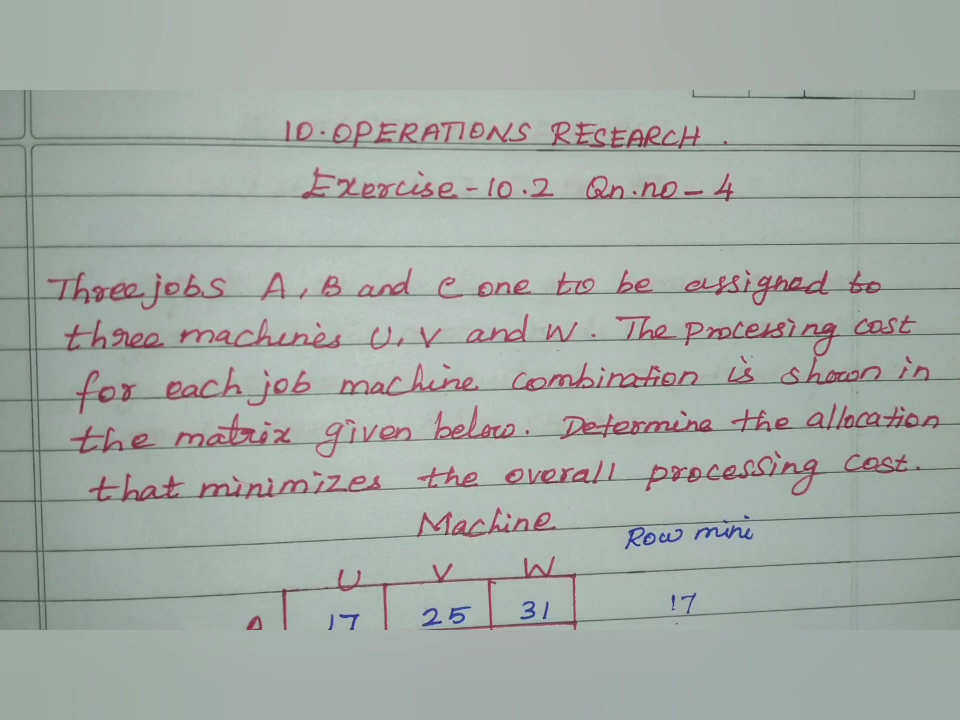 10. OPERATIONS RESEARCH.
Exercise - 10.2 Qn.no - 4
Three jobs A, B and C one to be assigned to
three machines U, V and W. The processing cost
for each job machine combination is shown in
the matrix given below. Determine the allocation
that minimizes the overall processing cost.
Machine Row mini
U V W
A 17 25 31 17